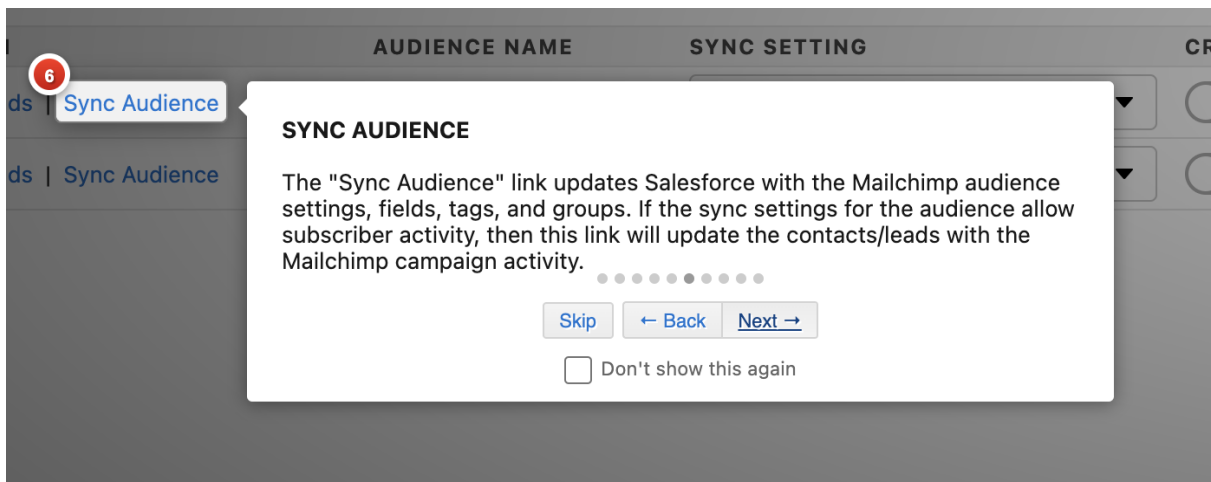 AUDIENCE NAME SYNC SETTING
6
Sync Audience
SYNC AUDIENCE
The "Sync Audience" link updates Salesforce with the Mailchimp audience
settings, fields, tags, and groups. If the sync settings for the audience allow
subscriber activity, then this link will update the contacts/leads with the
Mailchimp campaign activity.
Skip ← Back Next →
Don't show this again
ds | Sync Audience